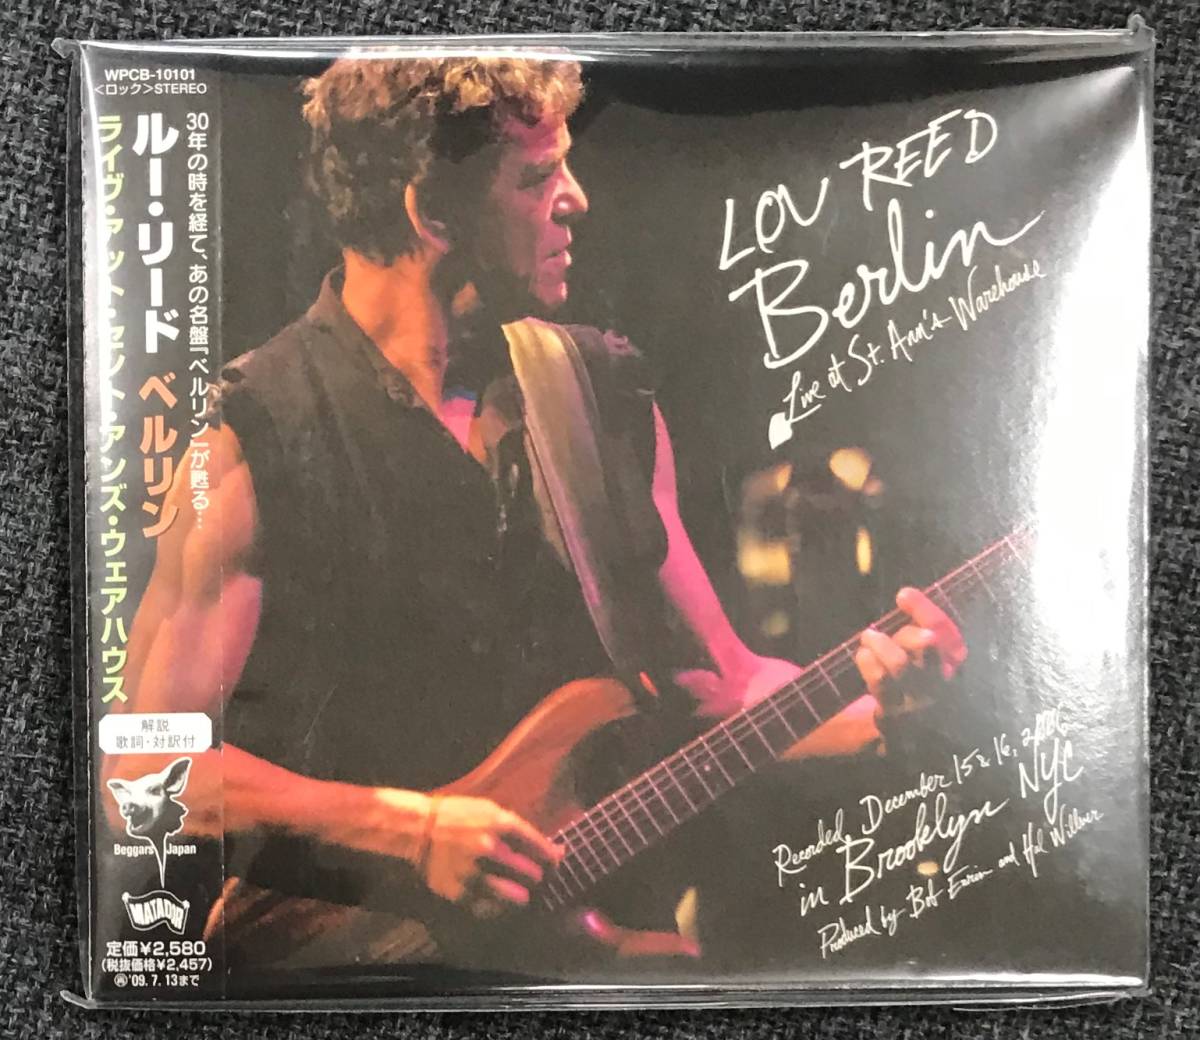 WPCB-10101
<ロック>STEREO
30年の時を経て、あの名盤「ベルリン」が甦る…
ルー・リード ベルリン
ライヴ・アット・セント・アンズ・ウェアハウス
解説
歌詞・対訳付
Beggars Japan
MATADOR
定価¥2,580
(税抜価格¥2,457)
'09.7.13まで
LOU REED
Berlin
Live at St. Ann's Warehouse
Recorded December 15 & 16, 2006
in Brooklyn NYC
Produced by Bob Ezrin and Hal Willner